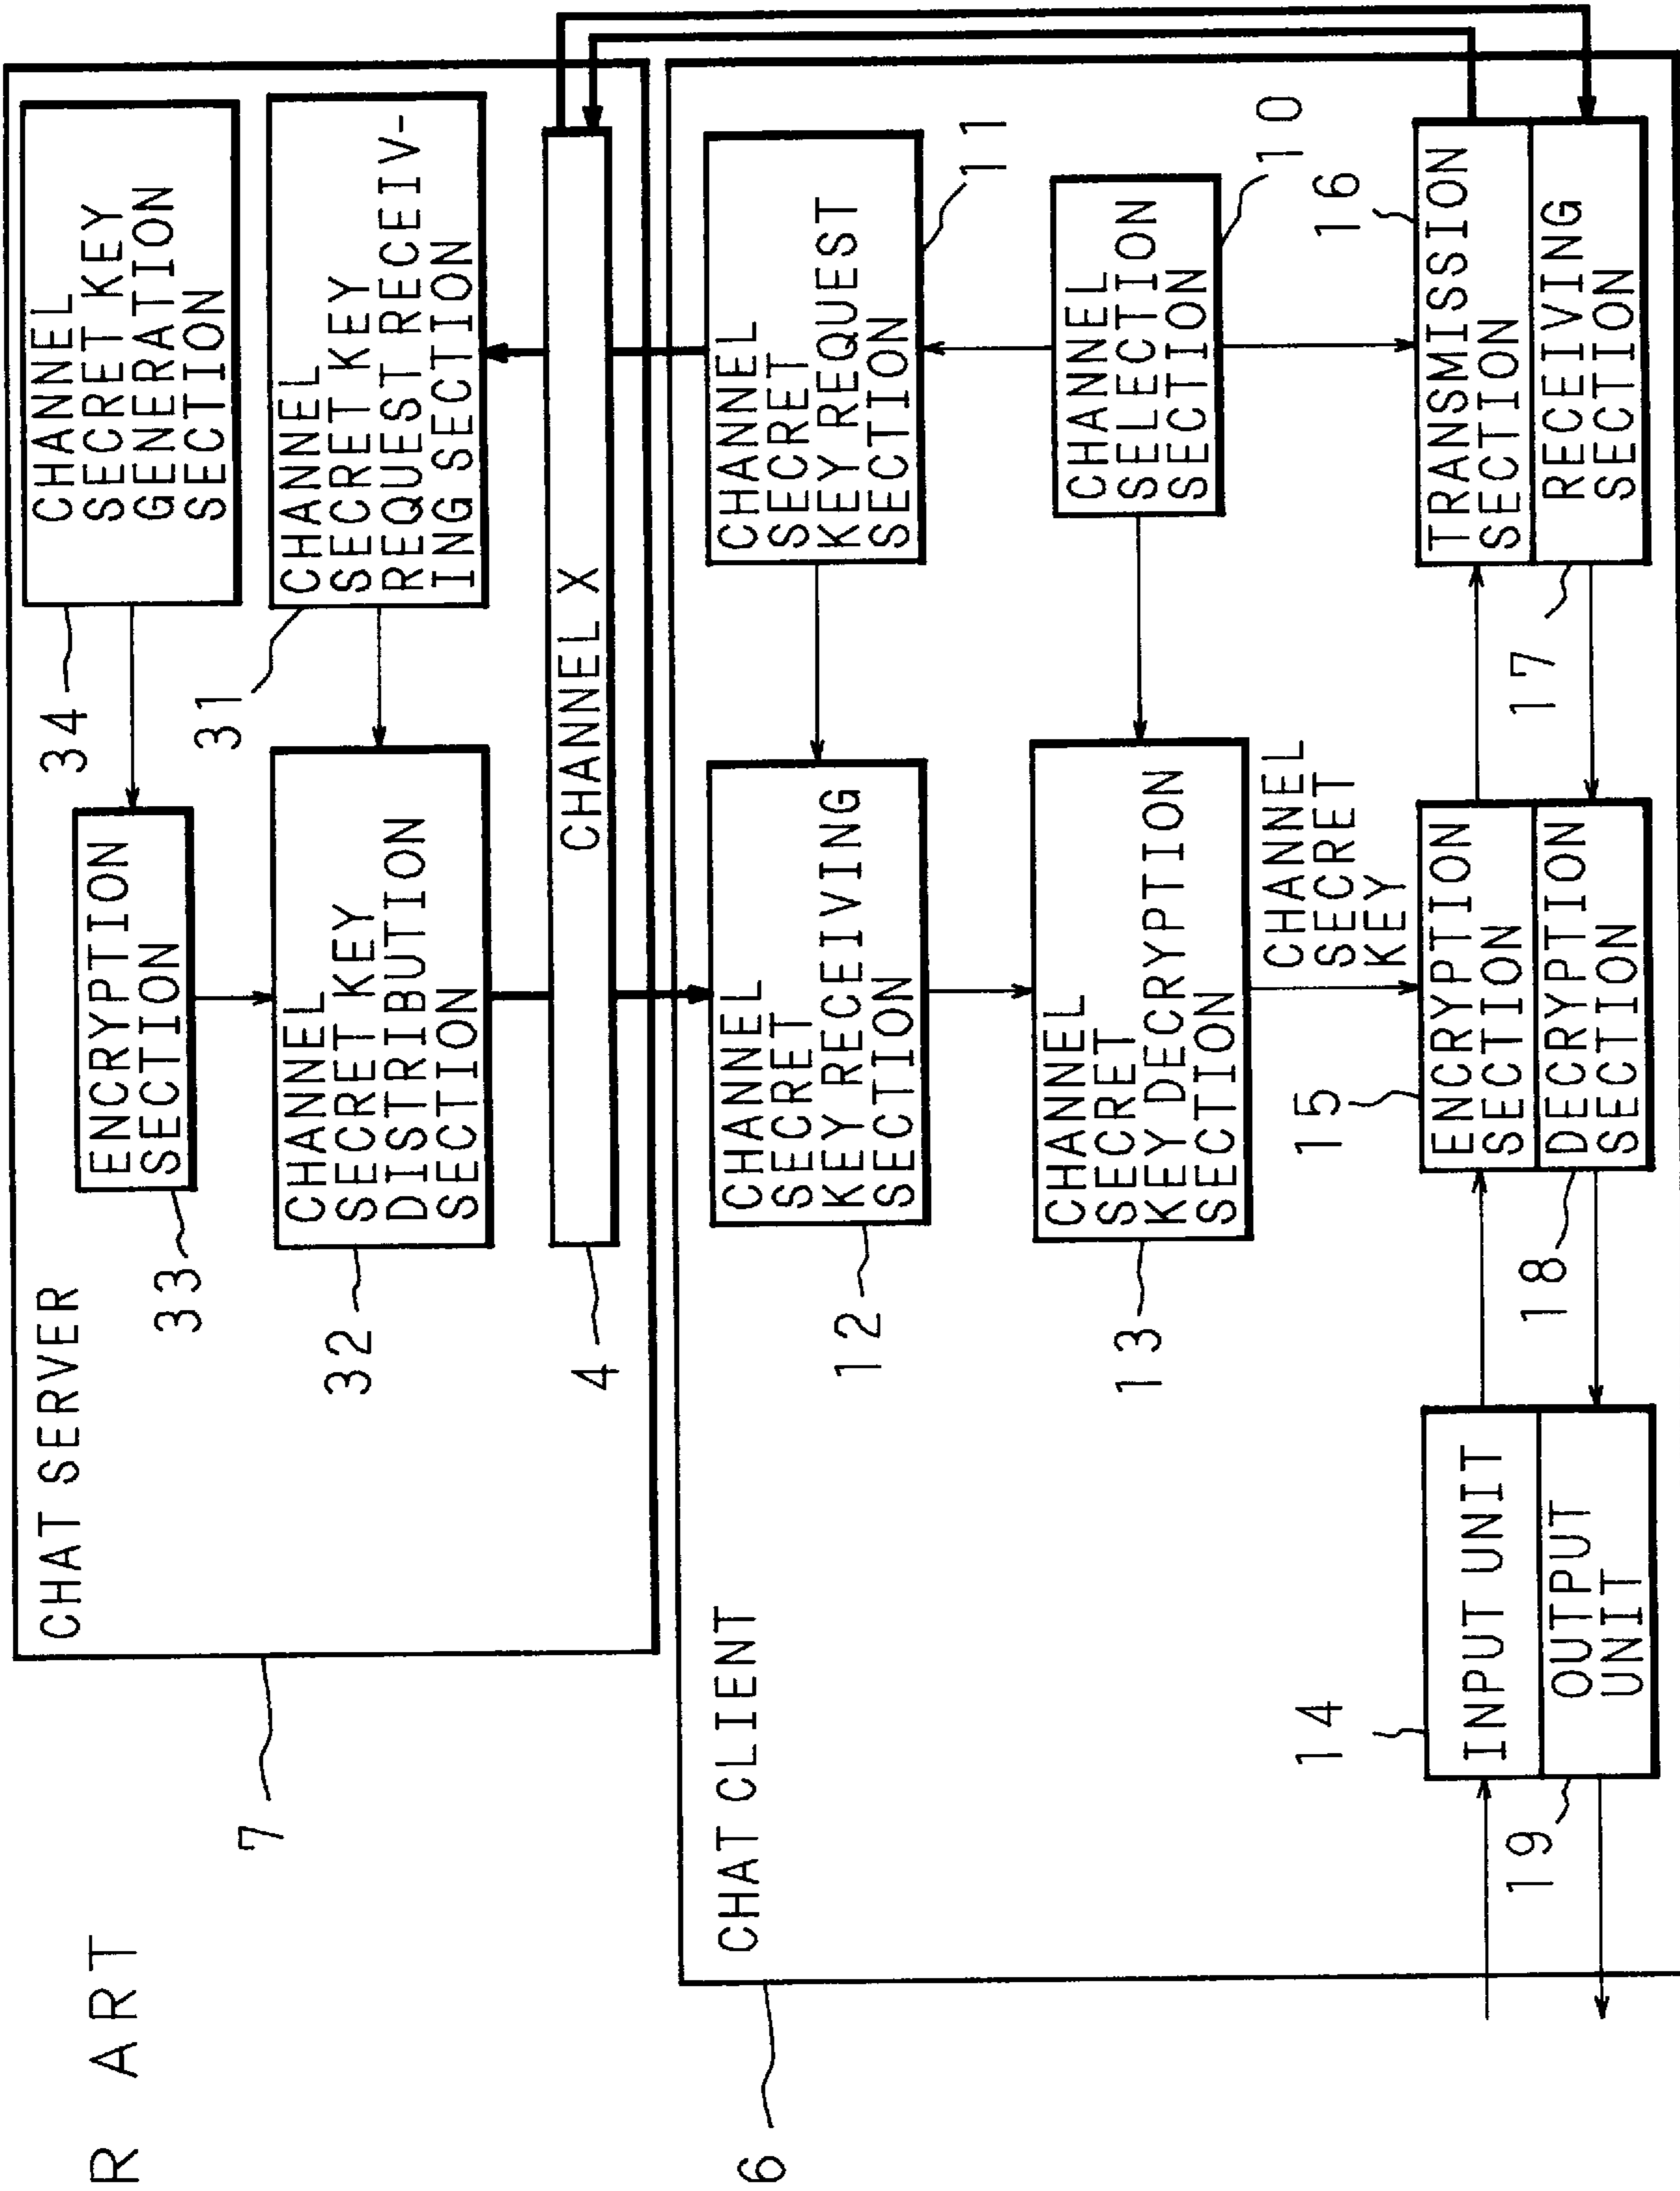 R ART
CHAT SERVER
7
33
ENCRYPTION
SECTION
34
CHANNEL
SECRET KEY
GENERATION
SECTION
32
CHANNEL
SECRET KEY
DISTRIBUTION
SECTION
31
CHANNEL
SECRET KEY
REQUEST RECEIV-
ING SECTION
4
CHANNEL X
6
CHAT CLIENT
12
CHANNEL
SECRET
KEY RECEIVING
SECTION
CHANNEL
SECRET
KEY REQUEST
SECTION
11
13
CHANNEL
SECRET
KEY DECRYPTION
SECTION
CHANNEL
SELECTION
SECTION
10
CHANNEL
SECRET
KEY
14
INPUT UNIT
15
ENCRYPTION
SECTION
16
TRANSMISSION
SECTION
19
OUTPUT
UNIT
18
DECRYPTION
SECTION
17
RECEIVING
SECTION